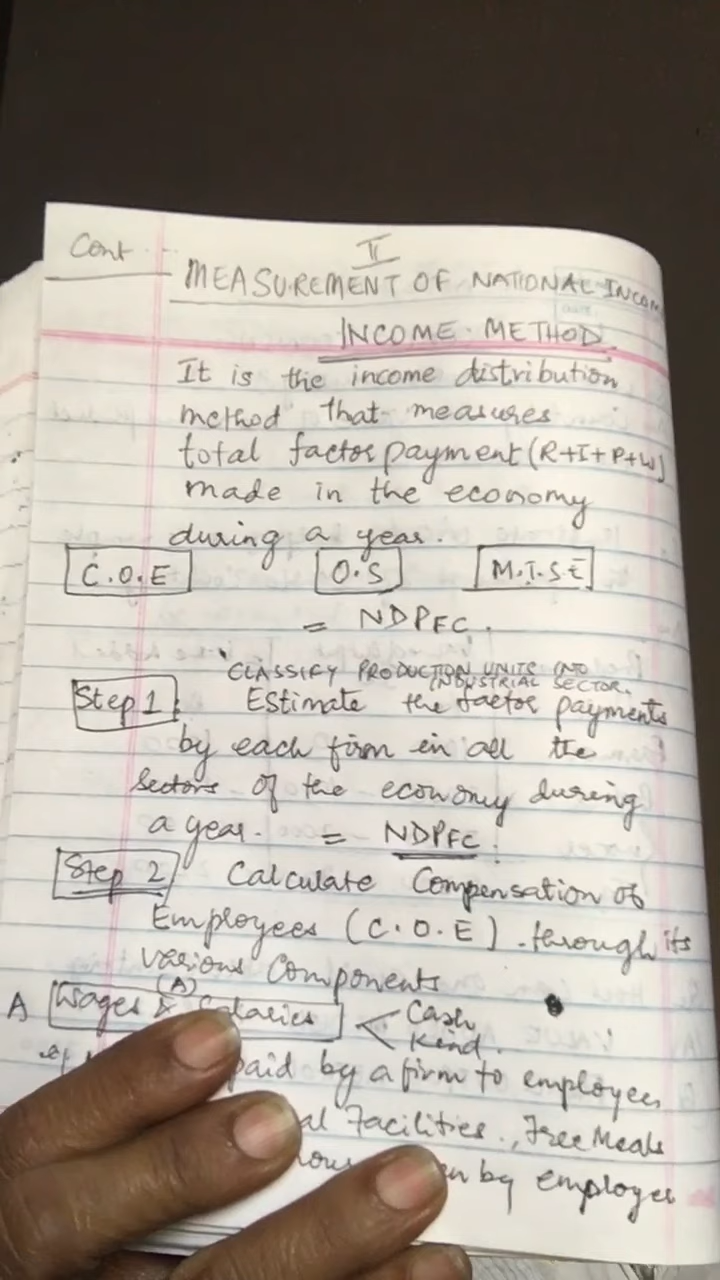 Cont...
II
MEASUREMENT OF NATIONAL INCOM
INCOME METHOD
It is the income distribution
method that measures
total factor payment (R+I+P+W)
made in the economy
during a year.
C.O.E O.S M.I.S.E
= NDPFC.
CLASSIFY PRODUCTION UNITS INTO
INDUSTRIAL SECTOR.
Step 1: Estimate the factor payments
by each firm in all the
sectors of the economy during
a year. = NDPFC.
Step 2 Calculate Compensation of
Employees (C.O.E) through its
various Components
(A)
A Wages & Salaries < Cash
Kind.
paid by a firm to employees
al Facilities., Free Meals
by employer